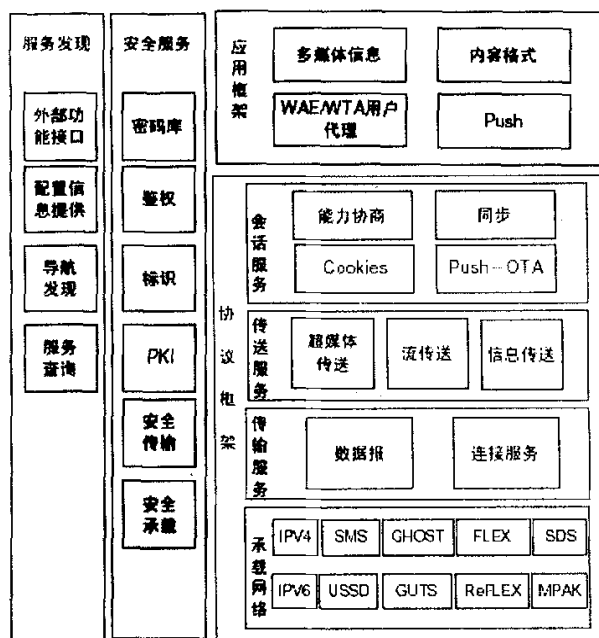 服务发现
外部功
能接口
配置信
息提供
导航
发现
服务
查询
安全服务
密码库
鉴权
标识
PKI
安全
传输
安全
承载
应用框架
多媒体信息
内容格式
WAE/WTA用户
代理
Push
协议框架
会话服务
能力协商
同步
Cookies
Push-OTA
传送服务
超媒体
传送
流传送
信息传送
传输服务
数据报
连接服务
承载网络
IPV4
SMS
GHOST
FLEX
SDS
IPV6
USSD
GUTS
ReFLEX
MPAK